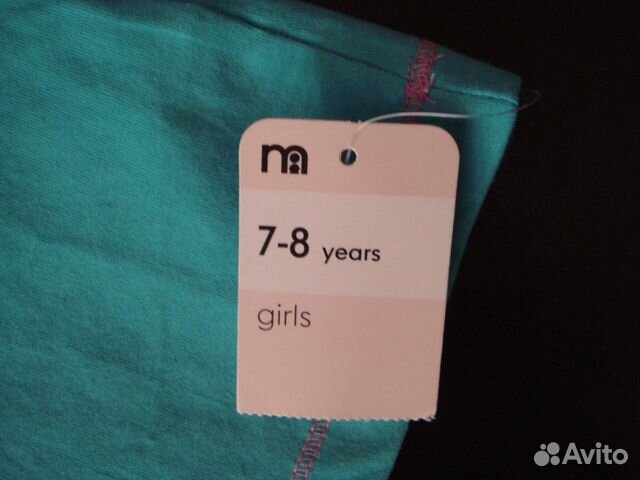 m
7-8 years
girls
Avito